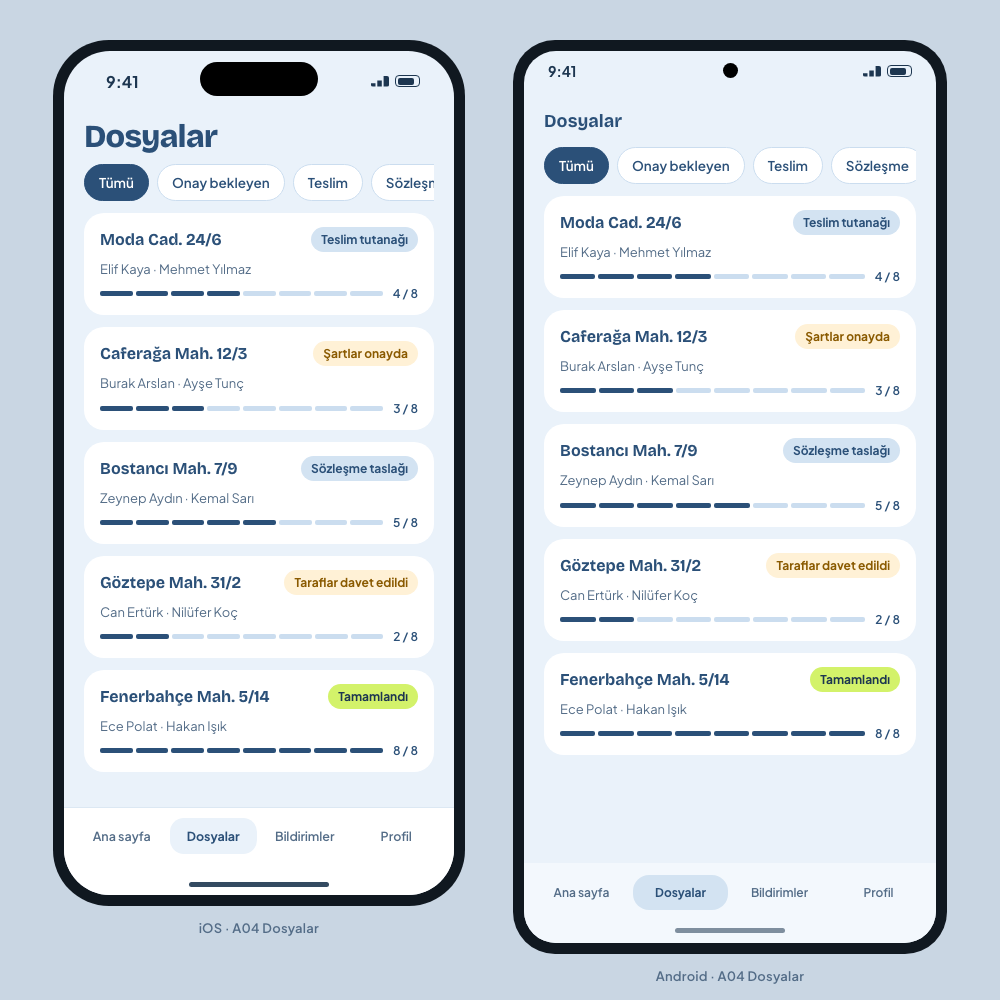 9:41
Dosyalar
Tümü Onay bekleyen Teslim Sözleşm
Moda Cad. 24/6 Teslim tutanağı
Elif Kaya · Mehmet Yılmaz
4 / 8
Caferağa Mah. 12/3 Şartlar onayda
Burak Arslan · Ayşe Tunç
3 / 8
Bostancı Mah. 7/9 Sözleşme taslağı
Zeynep Aydın · Kemal Sarı
5 / 8
Göztepe Mah. 31/2 Taraflar davet edildi
Can Ertürk · Nilüfer Koç
2 / 8
Fenerbahçe Mah. 5/14 Tamamlandı
Ece Polat · Hakan Işık
8 / 8
Ana sayfa Dosyalar Bildirimler Profil
iOS · A04 Dosyalar
9:41
Dosyalar
Tümü Onay bekleyen Teslim Sözleşme
Moda Cad. 24/6 Teslim tutanağı
Elif Kaya · Mehmet Yılmaz
4 / 8
Caferağa Mah. 12/3 Şartlar onayda
Burak Arslan · Ayşe Tunç
3 / 8
Bostancı Mah. 7/9 Sözleşme taslağı
Zeynep Aydın · Kemal Sarı
5 / 8
Göztepe Mah. 31/2 Taraflar davet edildi
Can Ertürk · Nilüfer Koç
2 / 8
Fenerbahçe Mah. 5/14 Tamamlandı
Ece Polat · Hakan Işık
8 / 8
Ana sayfa Dosyalar Bildirimler Profil
Android · A04 Dosyalar